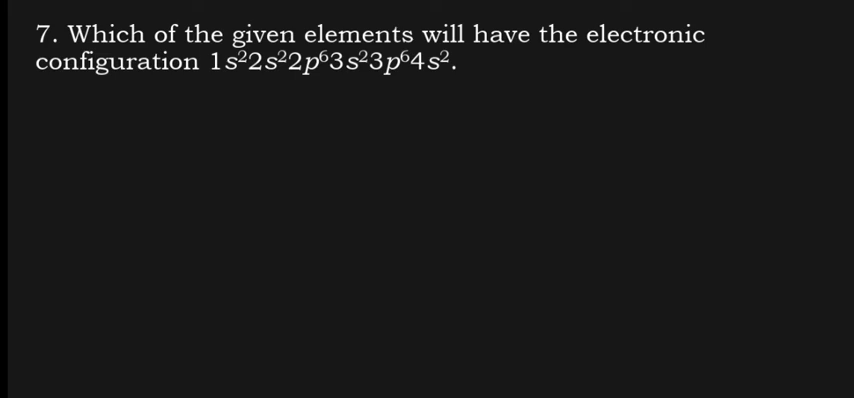 7. Which of the given elements will have the electronic
configuration 1s²2s²2p⁶3s²3p⁶4s².